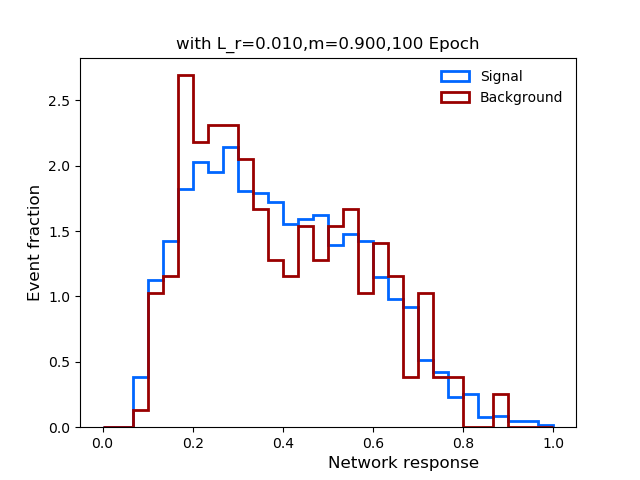 with L_r=0.010,m=0.900,100 Epoch
Signal
Background
Event fraction
2.5
2.0
1.5
1.0
0.5
0.0
0.0 0.2 0.4 0.6 0.8 1.0
Network response